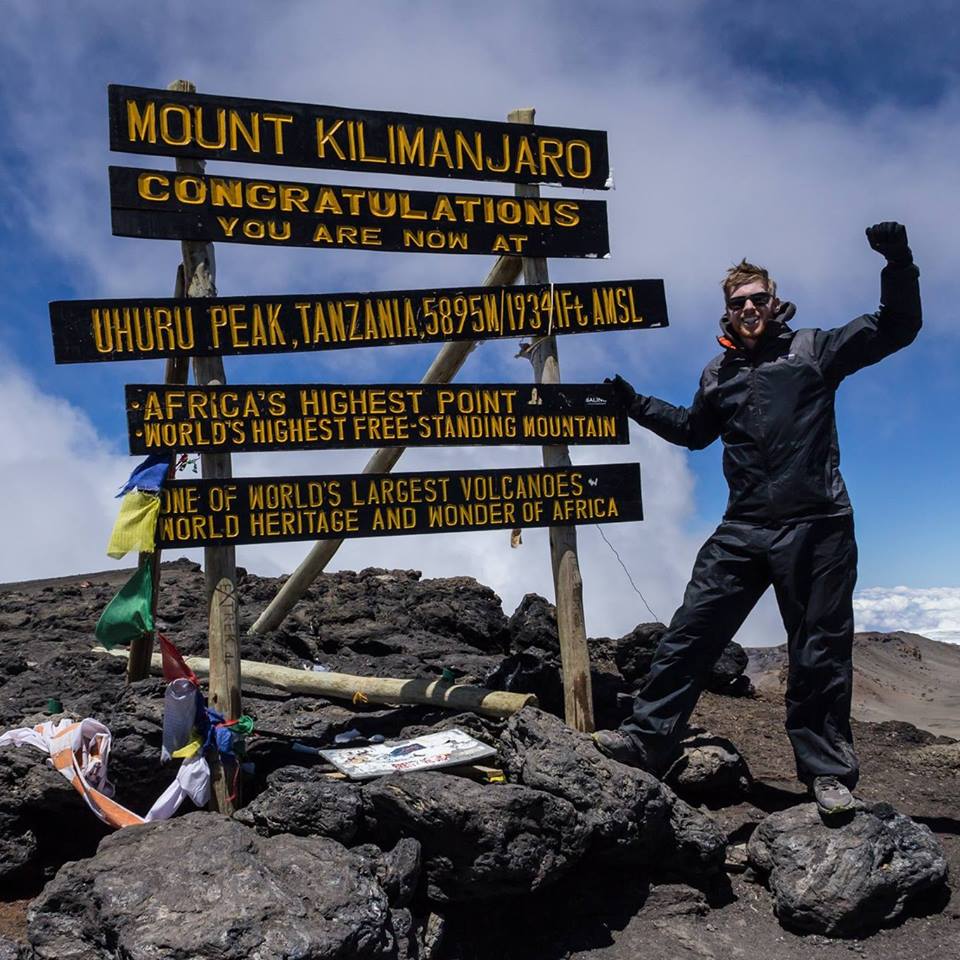 MOUNT KILIMANJARO
CONGRATULATIONS
YOU ARE NOW AT
UHURU PEAK, TANZANIA, 5895M/19341Ft AMSL
•AFRICA'S HIGHEST POINT
•WORLD'S HIGHEST FREE-STANDING MOUNTAIN
ONE OF WORLD'S LARGEST VOLCANOES
WORLD HERITAGE AND WONDER OF AFRICA